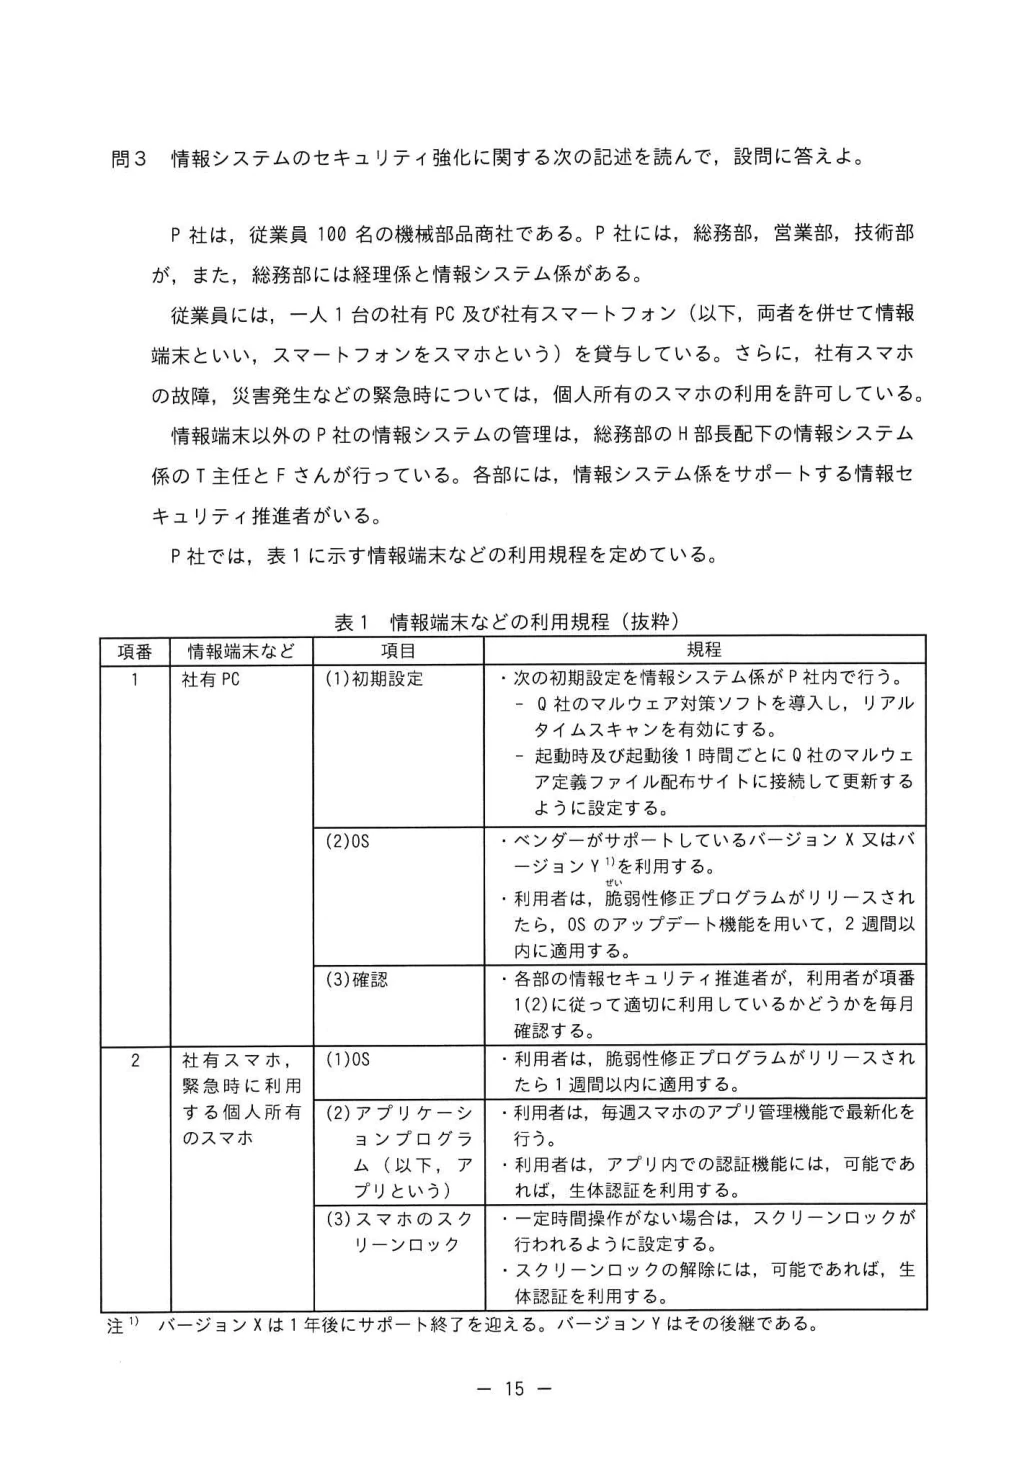 問3 情報システムのセキュリティ強化に関する次の記述を読んで，設問に答えよ。
P 社は，従業員 100 名の機械部品商社である。P 社には，総務部，営業部，技術部
が，また，総務部には経理係と情報システム係がある。
従業員には，一人 1 台の社有 PC 及び社有スマートフォン（以下，両者を併せて情報
端末といい，スマートフォンをスマホという）を貸与している。さらに，社有スマホ
の故障，災害発生などの緊急時については，個人所有のスマホの利用を許可している。
情報端末以外の P 社の情報システムの管理は，総務部の H 部長配下の情報システム
係の T 主任と F さんが行っている。各部には，情報システム係をサポートする情報セ
キュリティ推進者がいる。
P 社では，表 1 に示す情報端末などの利用規程を定めている。
表 1 情報端末などの利用規程（抜粋）
項番 情報端末など 項目 規程
1 社有 PC (1)初期設定 ・次の初期設定を情報システム係が P 社内で行う。
- Q 社のマルウェア対策ソフトを導入し，リアル
タイムスキャンを有効にする。
- 起動時及び起動後 1 時間ごとに Q 社のマルウェ
ア定義ファイル配布サイトに接続して更新する
ように設定する。
(2)OS ・ベンダーがサポートしているバージョン X 又はバ
ージョン Y 1)を利用する。
ぜい
・利用者は，脆弱性修正プログラムがリリースされ
たら，OS のアップデート機能を用いて，2 週間以
内に適用する。
(3)確認 ・各部の情報セキュリティ推進者が，利用者が項番
1(2)に従って適切に利用しているかどうかを毎月
確認する。
2 社有スマホ， (1)OS ・利用者は，脆弱性修正プログラムがリリースされ
緊急時に利用 たら 1 週間以内に適用する。
する個人所有 (2)アプリケーシ ・利用者は，毎週スマホのアプリ管理機能で最新化を
のスマホ ョンプログラ 行う。
ム（以下，ア ・利用者は，アプリ内での認証機能には，可能であ
プリという） れば，生体認証を利用する。
(3)スマホのスク ・一定時間操作がない場合は，スクリーンロックが
リーンロック 行われるように設定する。
・スクリーンロックの解除には，可能であれば，生
体認証を利用する。
注 1) バージョン X は 1 年後にサポート終了を迎える。バージョン Y はその後継である。
－ 15 －